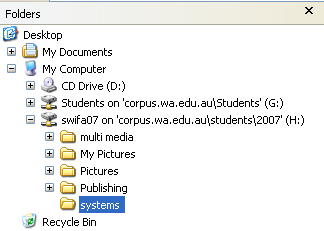 Folders
Desktop
My Documents
My Computer
CD Drive (D:)
Students on 'corpus.wa.edu.au\Students' (G:)
swifa07 on 'corpus.wa.edu.au\students\2007' (H:)
multi media
My Pictures
Pictures
Publishing
systems
Recycle Bin